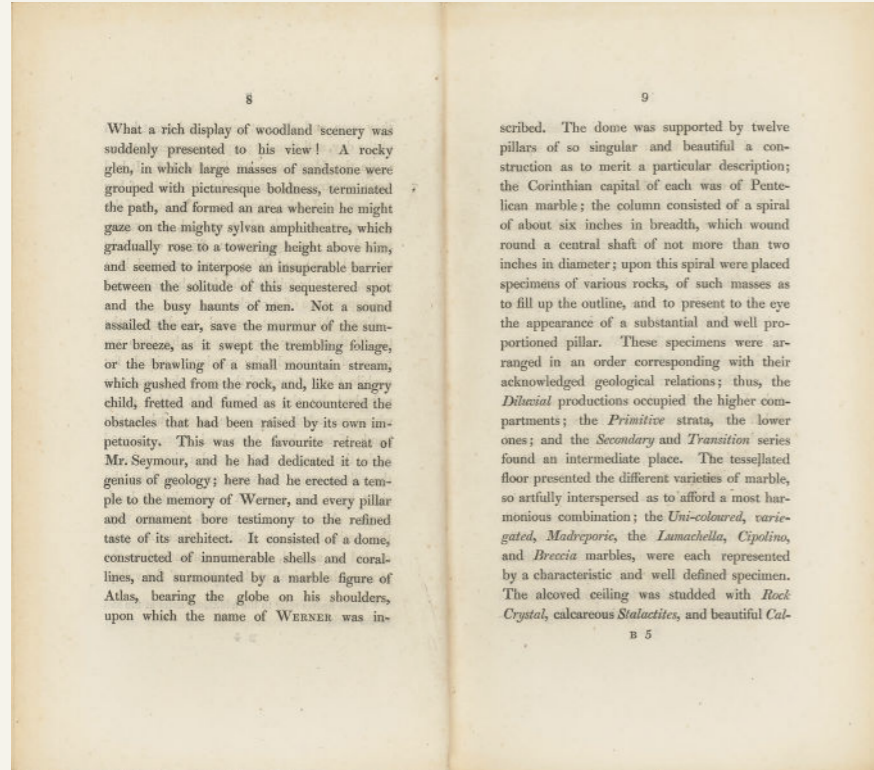 8
What a rich display of woodland scenery was
suddenly presented to his view! A rocky
glen, in which large masses of sandstone were
grouped with picturesque boldness, terminated
the path, and formed an area wherein he might
gaze on the mighty sylvan amphitheatre, which
gradually rose to a towering height above him,
and seemed to interpose an insuperable barrier
between the solitude of this sequestered spot
and the busy haunts of men. Not a sound
assailed the ear, save the murmur of the sum-
mer breeze, as it swept the trembling foliage,
or the brawling of a small mountain stream,
which gushed from the rock, and, like an angry
child, fretted and fumed as it encountered the
obstacles that had been raised by its own im-
petuosity. This was the favourite retreat of
Mr. Seymour, and he had dedicated it to the
genius of geology; here had he erected a tem-
ple to the memory of Werner, and every pillar
and ornament bore testimony to the refined
taste of its architect. It consisted of a dome,
constructed of innumerable shells and coral-
lines, and surmounted by a marble figure of
Atlas, bearing the globe on his shoulders,
upon which the name of WERNER was in-
9
scribed. The dome was supported by twelve
pillars of so singular and beautiful a con-
struction as to merit a particular description;
the Corinthian capital of each was of Pente-
lican marble; the column consisted of a spiral
of about six inches in breadth, which wound
round a central shaft of not more than two
inches in diameter; upon this spiral were placed
specimens of various rocks, of such masses as
to fill up the outline, and to present to the eye
the appearance of a substantial and well pro-
portioned pillar. These specimens were ar-
ranged in an order corresponding with their
acknowledged geological relations; thus, the
Diluvial productions occupied the higher com-
partments; the Primitive strata, the lower
ones; and the Secondary and Transition series
found an intermediate place. The tessellated
floor presented the different varieties of marble,
so artfully interspersed as to afford a most har-
monious combination; the Uni-coloured, varie-
gated, Madreporic, the Lumachella, Cipolino,
and Breccia marbles, were each represented
by a characteristic and well defined specimen.
The alcoved ceiling was studded with Rock
Crystal, calcareous Stalactites, and beautiful Cal-
B 5